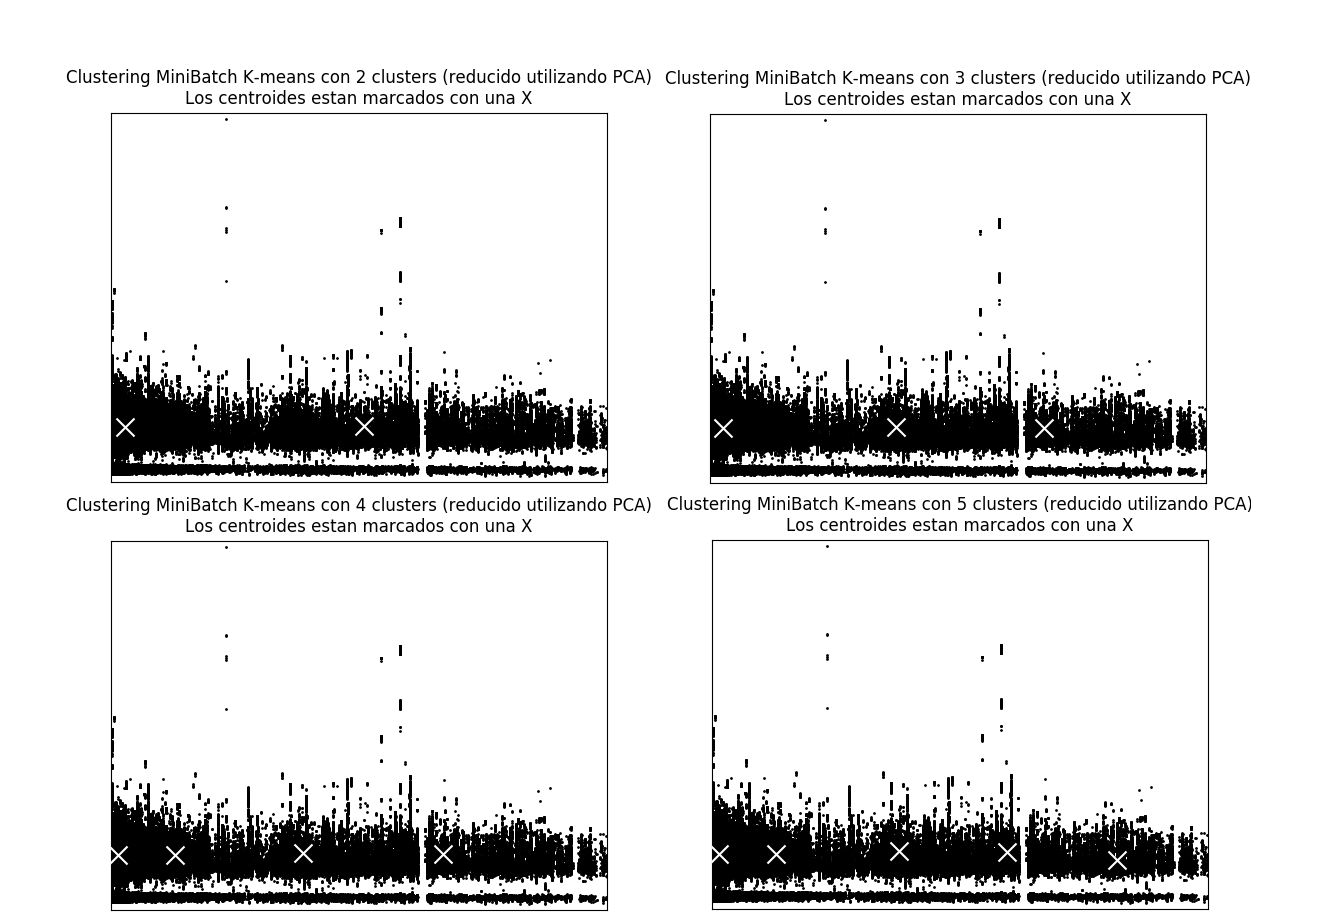 Clustering MiniBatch K-means con 2 clusters (reducido utilizando PCA)
Los centroides estan marcados con una X
Clustering MiniBatch K-means con 3 clusters (reducido utilizando PCA)
Los centroides estan marcados con una X
Clustering MiniBatch K-means con 4 clusters (reducido utilizando PCA)
Los centroides estan marcados con una X
Clustering MiniBatch K-means con 5 clusters (reducido utilizando PCA)
Los centroides estan marcados con una X